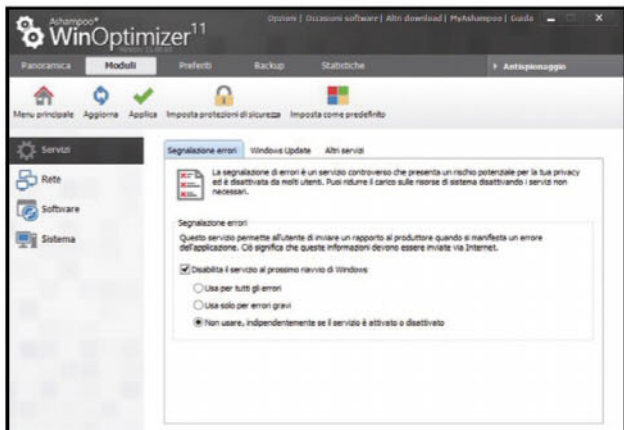 Ashampoo®
WinOptimizer 11
Opzioni | Occasioni software | Altri download | MyAshampoo | Guida
Panoramica Moduli Preferiti Backup Statistiche Antispionaggio
Menu principale Aggiorna Applica Imposta protezioni di sicurezza Imposta come predefinito
Servizi
Rete
Software
Sistema
Segnalazione errori Windows Update Altri servizi
La segnalazione di errori è un servizio controverso che presenta un rischio potenziale per la tua privacy
ed è disattivata da molti utenti. Puoi ridurre il carico sulle risorse di sistema disattivando i servizi non
necessari.
Segnalazione errori
Questo servizio permette all'utente di inviare un rapporto al produttore quando si manifesta un errore
dell'applicazione. Ciò significa che queste informazioni devono essere inviate via Internet.
Disabilita il servizio al prossimo riavvio di Windows
Usa per tutti gli errori
Usa solo per errori gravi
Non usare, indipendentemente se il servizio è attivato o disattivato